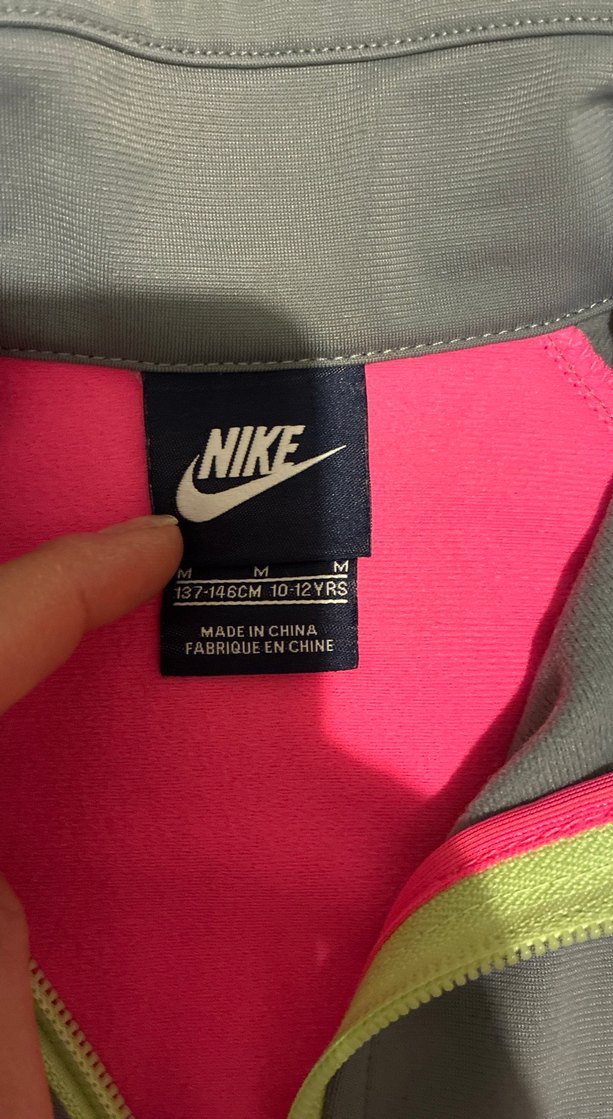 NIKE
M M M
137-146CM 10-12YRS
MADE IN CHINA
FABRIQUE EN CHINE